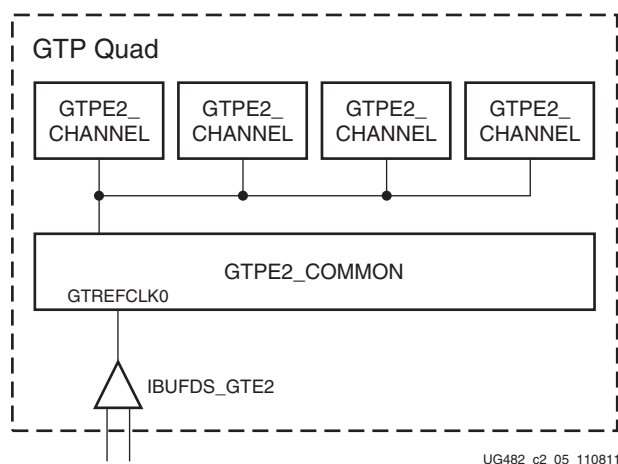 GTP Quad
GTPE2_
CHANNEL
GTPE2_
CHANNEL
GTPE2_
CHANNEL
GTPE2_
CHANNEL
GTPE2_COMMON
GTREFCLK0
IBUFDS_GTE2
UG482_c2_05_110811